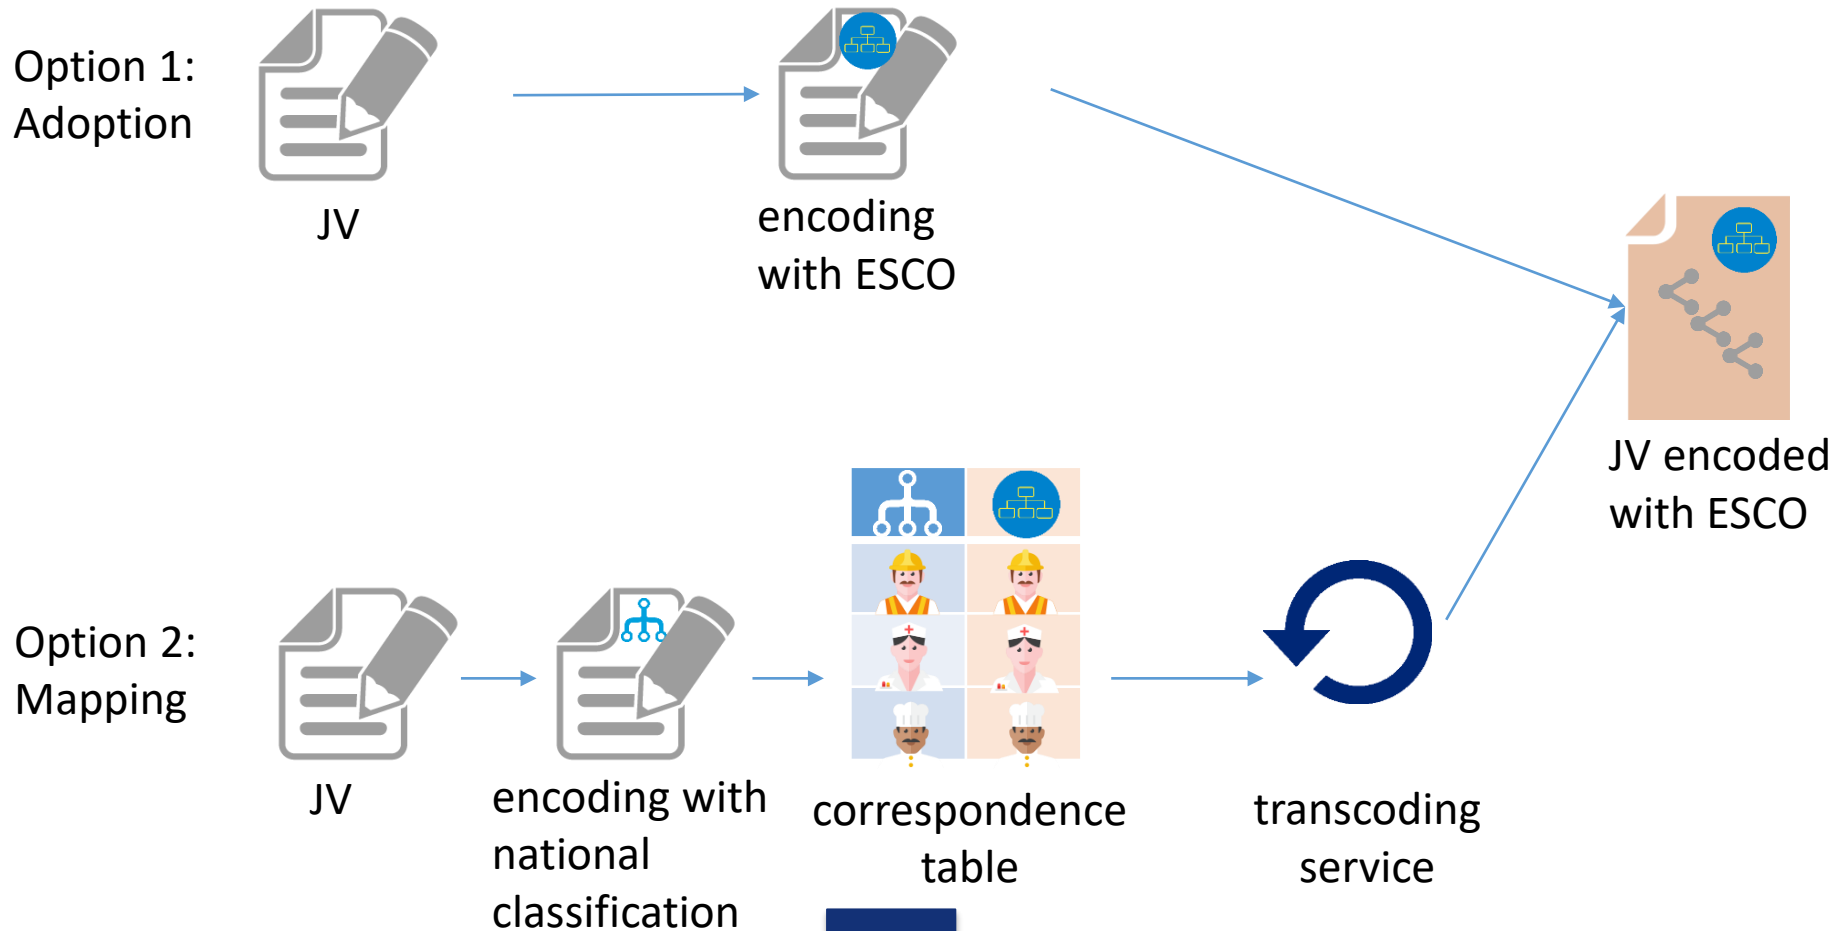 Option 1:
Adoption
JV
encoding
with ESCO
JV encoded
with ESCO
Option 2:
Mapping
JV
encoding with
national
classification
correspondence
table
transcoding
service